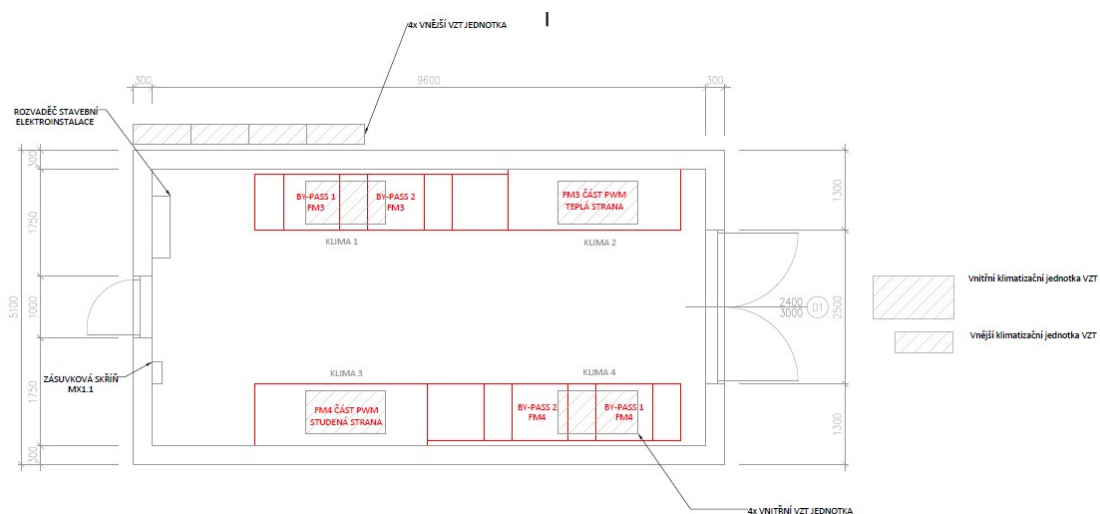 4x VNĚJŠÍ VZT JEDNOTKA
300
9600
300
ROZVADĚČ STAVEBNÍ
ELEKTROINSTALACE
300
1750
5100
1000
1750
300
BY-PASS 1
FM3
BY-PASS 2
FM3
FM3 ČÁST PWM
TEPLÁ STRANA
KLIMA 1
KLIMA 2
1300
2500
1300
2400
3000
D1
Vnitřní klimatizační jednotka VZT
Vnější klimatizační jednotka VZT
ZÁSUVKOVÁ SKŘÍŇ
MX1.1
KLIMA 3
KLIMA 4
FM4 ČÁST PWM
STUDENÁ STRANA
BY-PASS 2
FM4
BY-PASS 1
FM4
4x VNITŘNÍ VZT JEDNOTKA